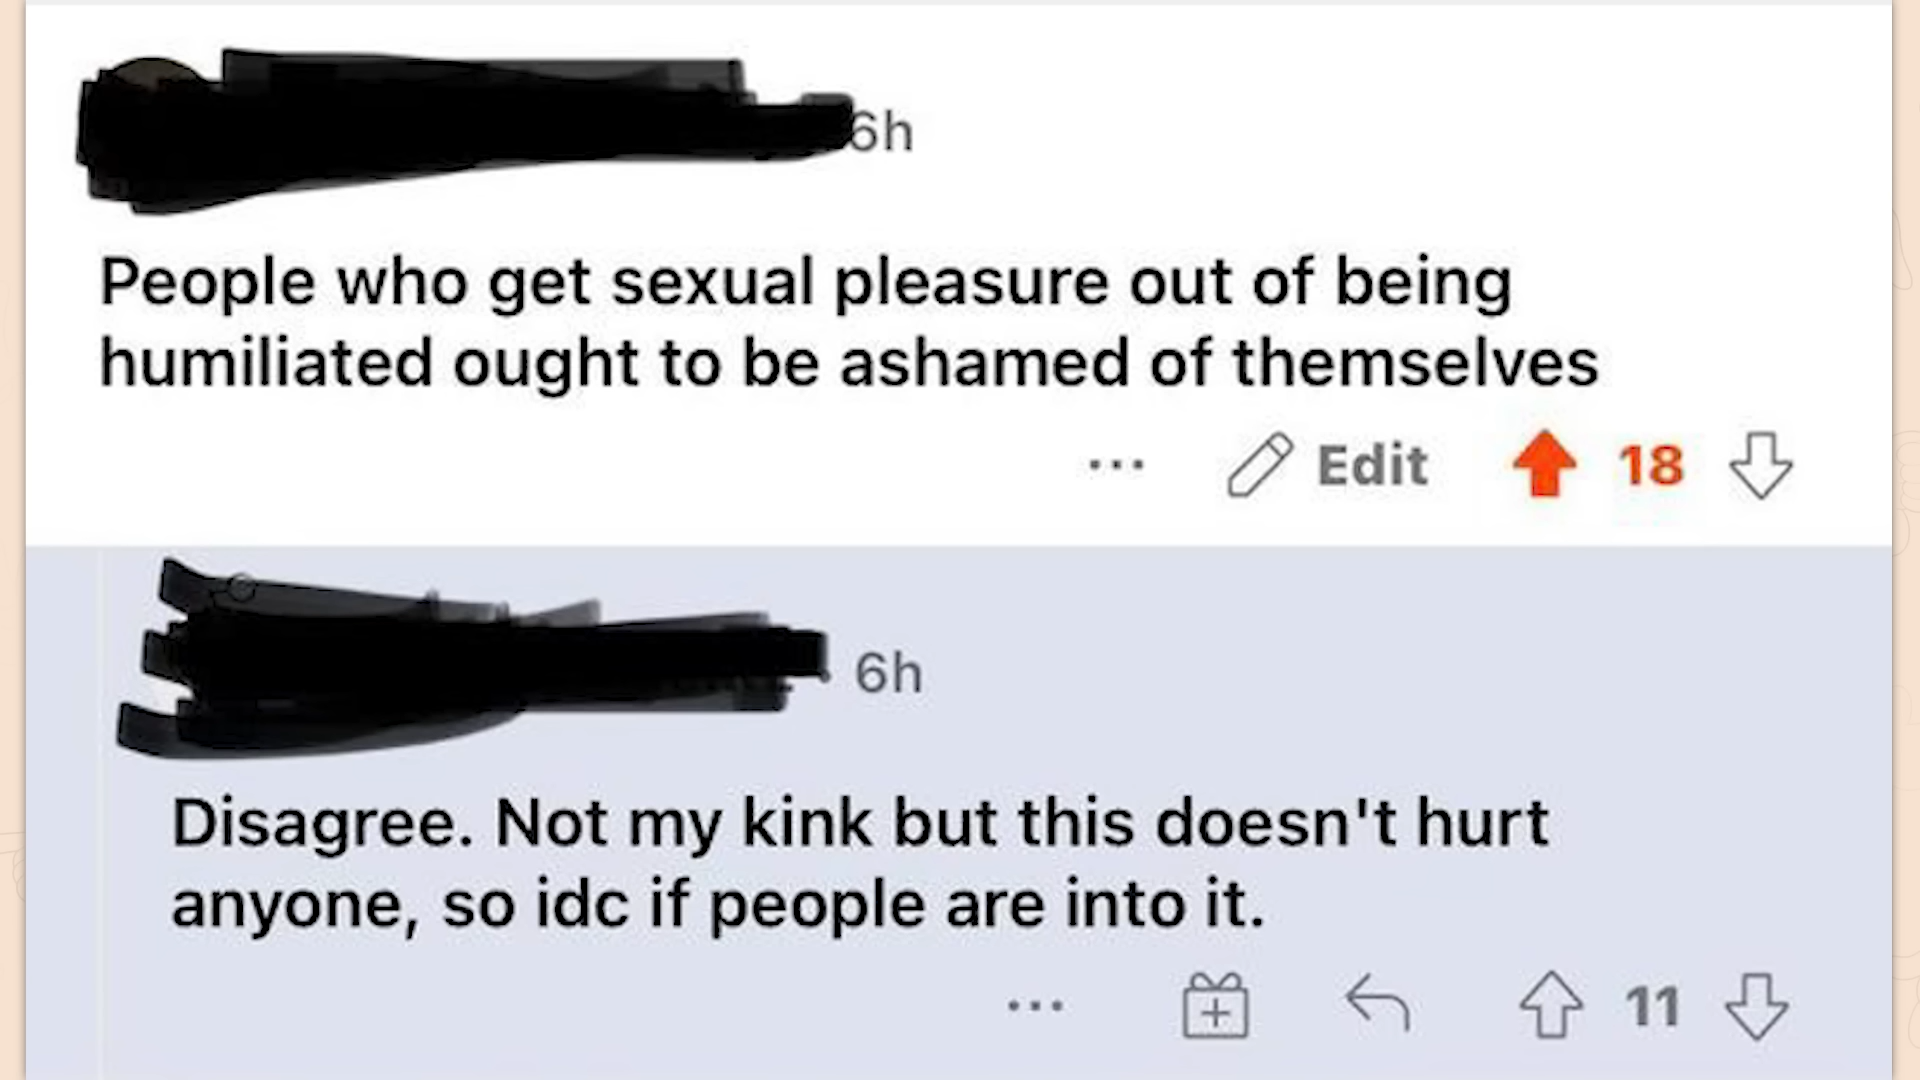 6h
People who get sexual pleasure out of being
humiliated ought to be ashamed of themselves
... Edit 18
6h
Disagree. Not my kink but this doesn't hurt
anyone, so idc if people are into it.
... 11